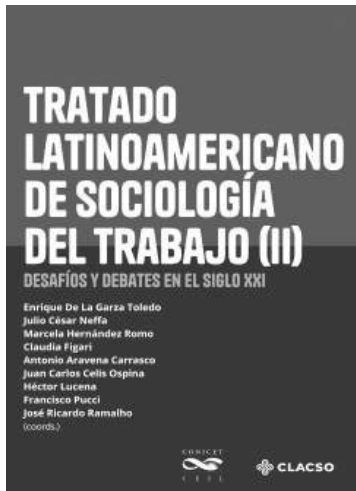 TRATADO
LATINOAMERICANO
DE SOCIOLOGÍA
DEL TRABAJO (II)
DESAFÍOS Y DEBATES EN EL SIGLO XXI
Enrique De La Garza Toledo
Julio César Neffa
Marcela Hernández Romo
Claudia Figari
Antonio Aravena Carrasco
Juan Carlos Celis Ospina
Héctor Lucena
Francisco Pucci
José Ricardo Ramalho
(coords.)
CONICET
CEIL
CLACSO